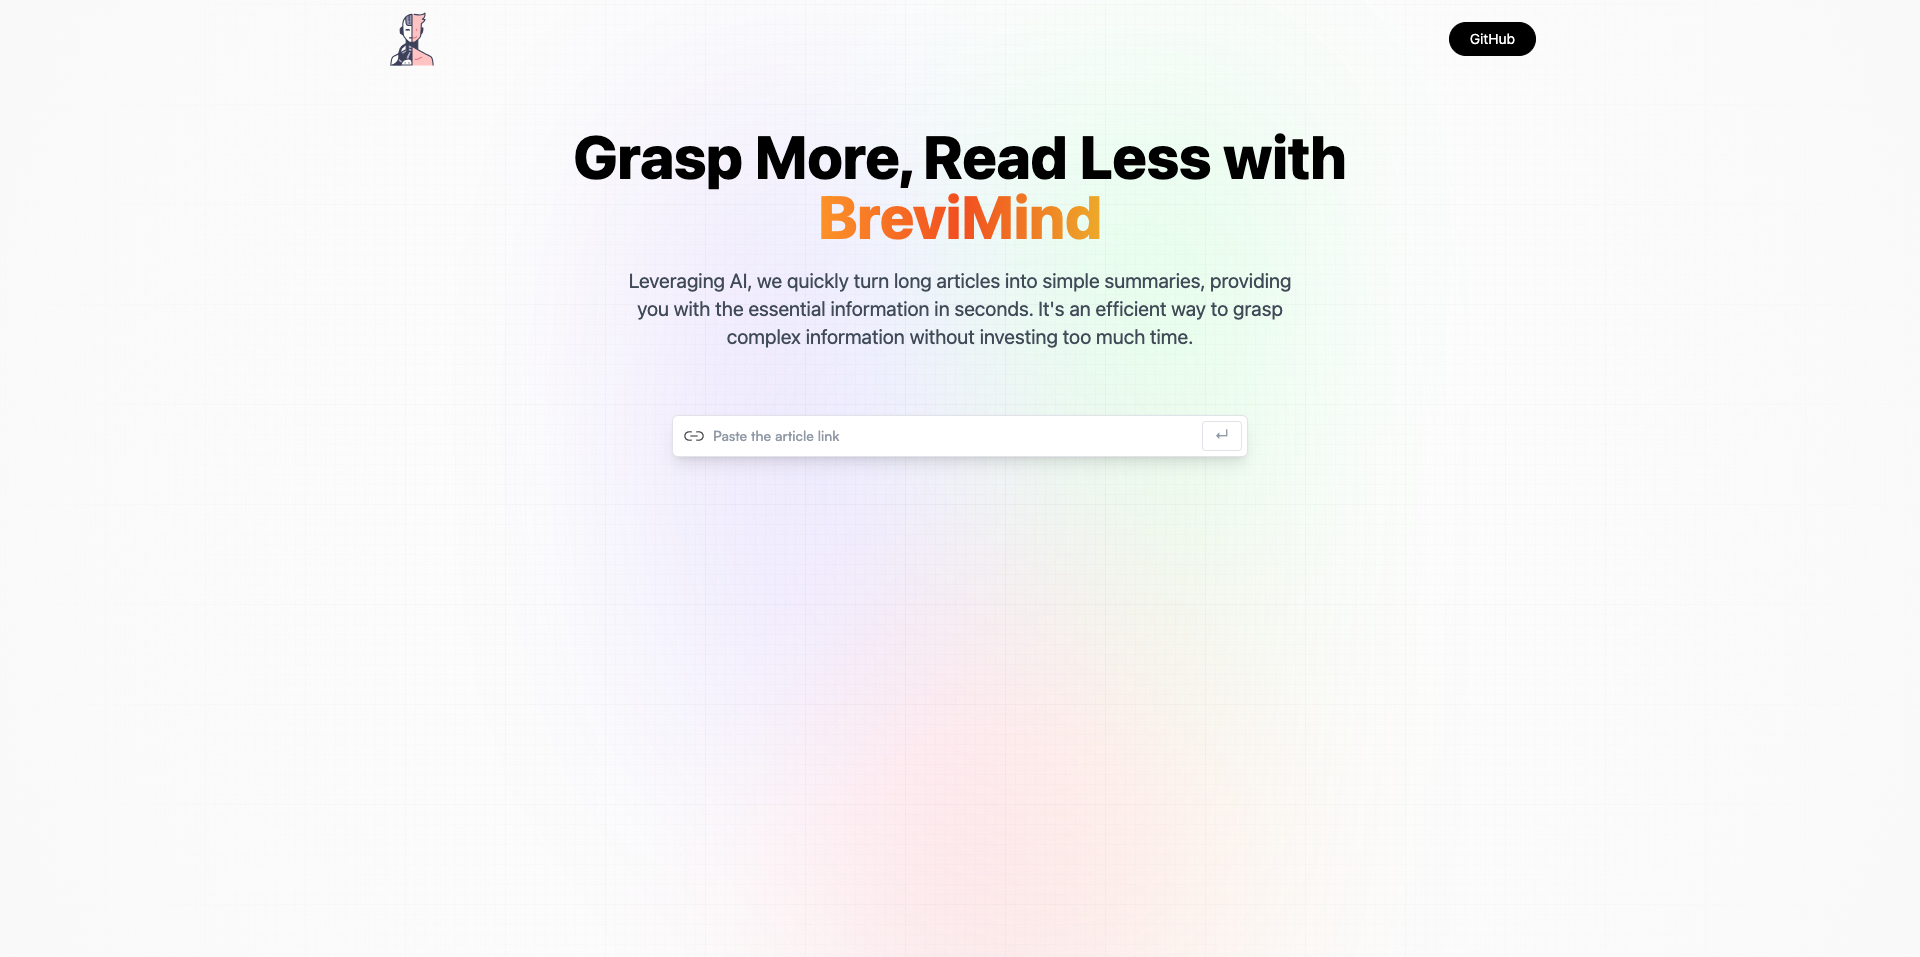 GitHub
Grasp More, Read Less with
BreviMind
Leveraging AI, we quickly turn long articles into simple summaries, providing
you with the essential information in seconds. It's an efficient way to grasp
complex information without investing too much time.
Paste the article link